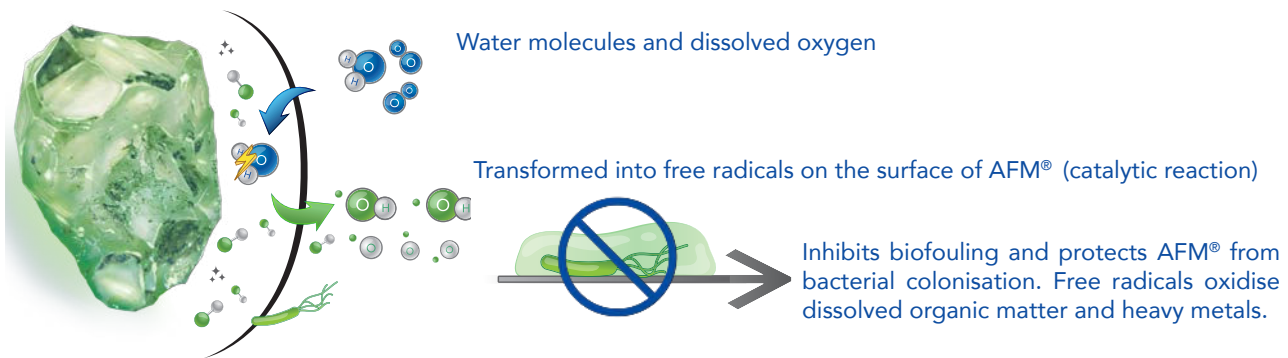 Water molecules and dissolved oxygen
H
O
H
O
O
O
O
H
O
H
Transformed into free radicals on the surface of AFM® (catalytic reaction)
O H
O H
O
O
O
Inhibits biofouling and protects AFM® from
bacterial colonisation. Free radicals oxidise
dissolved organic matter and heavy metals.